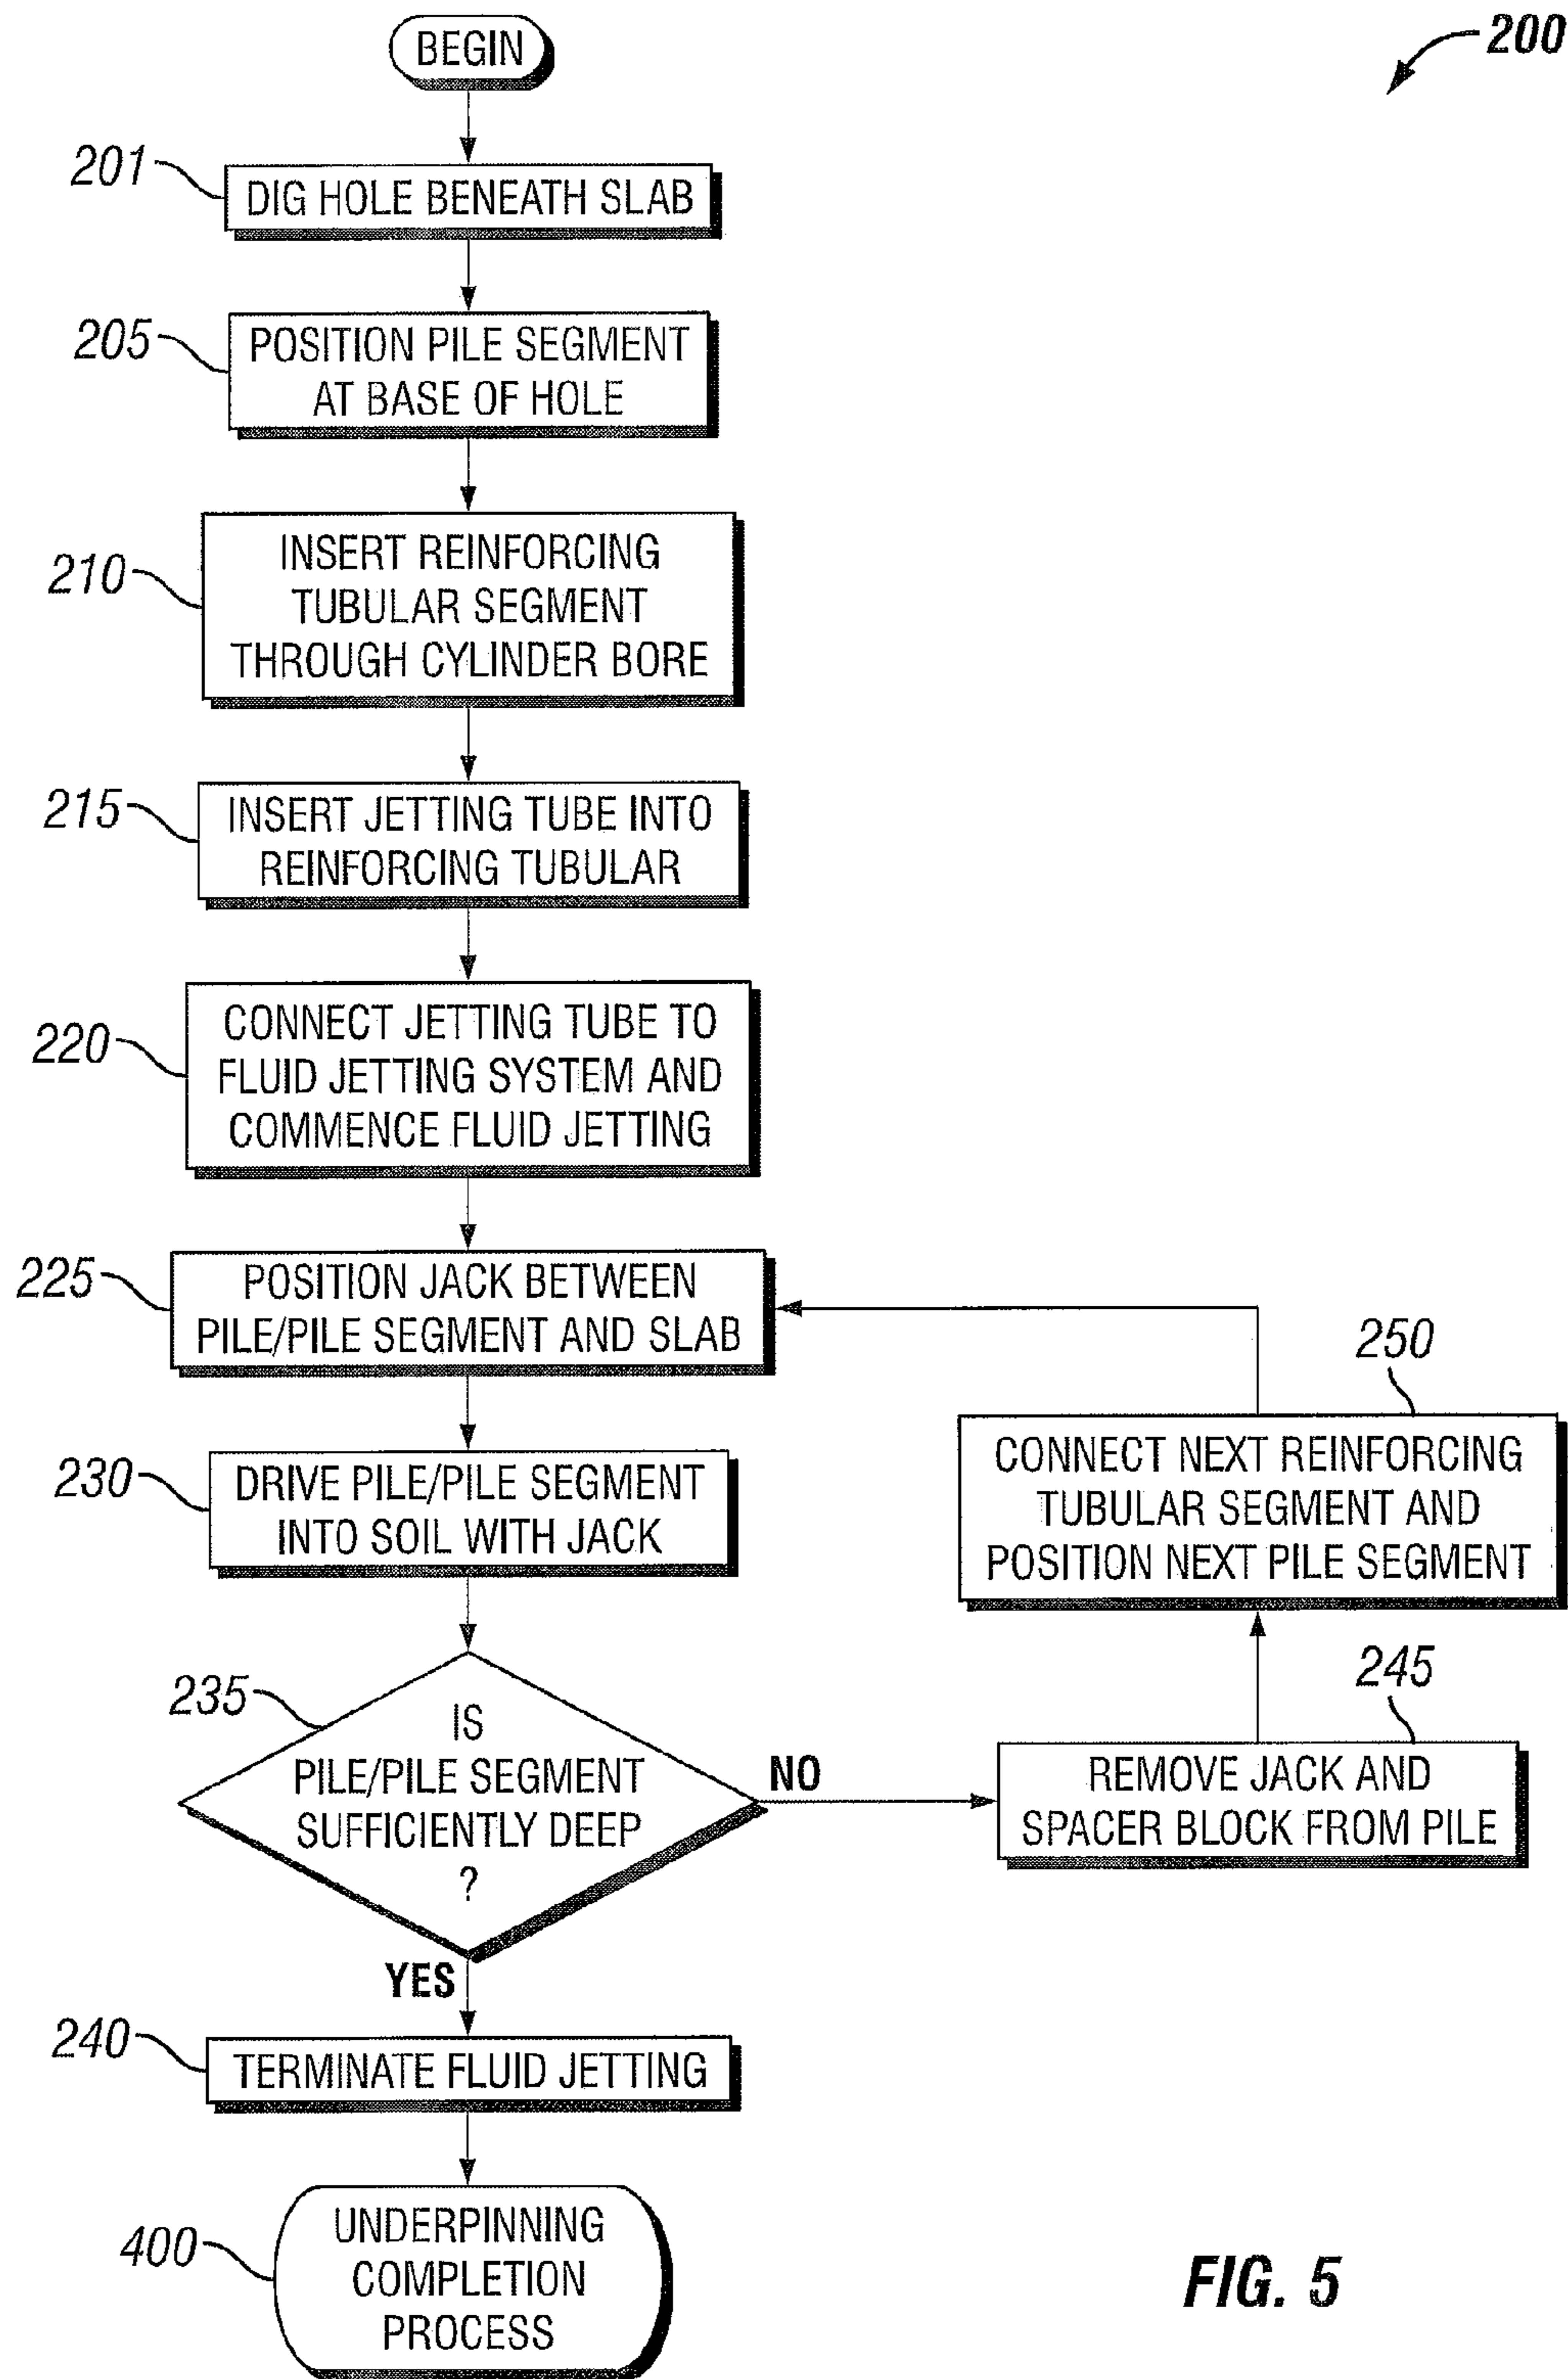 200
BEGIN
201
DIG HOLE BENEATH SLAB
205
POSITION PILE SEGMENT
AT BASE OF HOLE
210
INSERT REINFORCING
TUBULAR SEGMENT
THROUGH CYLINDER BORE
215
INSERT JETTING TUBE INTO
REINFORCING TUBULAR
220
CONNECT JETTING TUBE TO
FLUID JETTING SYSTEM AND
COMMENCE FLUID JETTING
225
POSITION JACK BETWEEN
PILE/PILE SEGMENT AND SLAB
230
DRIVE PILE/PILE SEGMENT
INTO SOIL WITH JACK
235
IS
PILE/PILE SEGMENT
SUFFICIENTLY DEEP
?
NO
245
REMOVE JACK AND
SPACER BLOCK FROM PILE
250
CONNECT NEXT REINFORCING
TUBULAR SEGMENT AND
POSITION NEXT PILE SEGMENT
YES
240
TERMINATE FLUID JETTING
400
UNDERPINNING
COMPLETION
PROCESS
FIG. 5